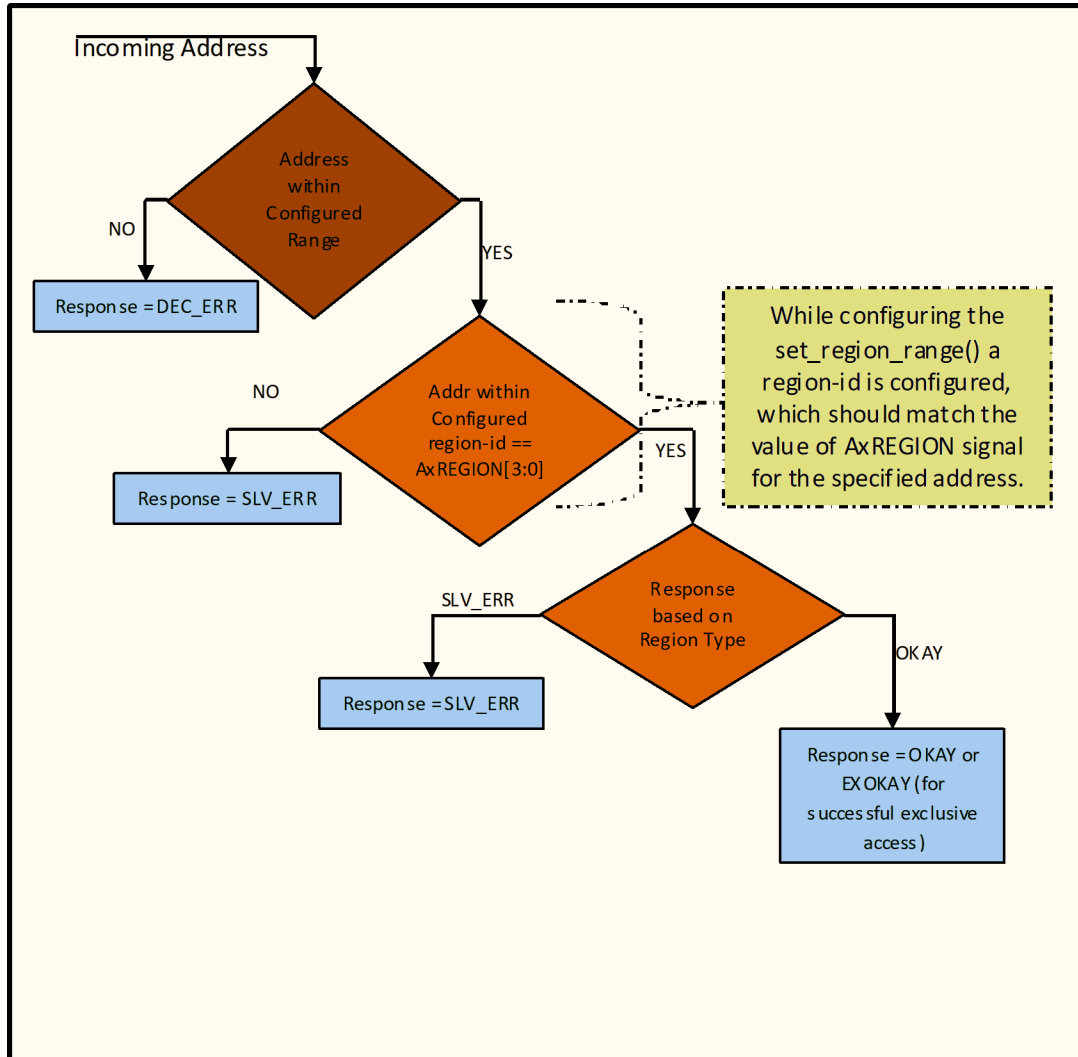 Incoming Address
Address
within
Configured
Range
NO
YES
Response = DEC_ERR
While configuring the
set_region_range() a
region-id is configured,
which should match the
value of AxREGION signal
for the specified address.
NO
Addr within
Configured
region-id ==
AxREGION[3:0]
YES
Response = SLV_ERR
Response
based on
Region Type
SLV_ERR
OKAY
Response = SLV_ERR
Response = OKAY or
EXOKAY (for
successful exclusive
access)